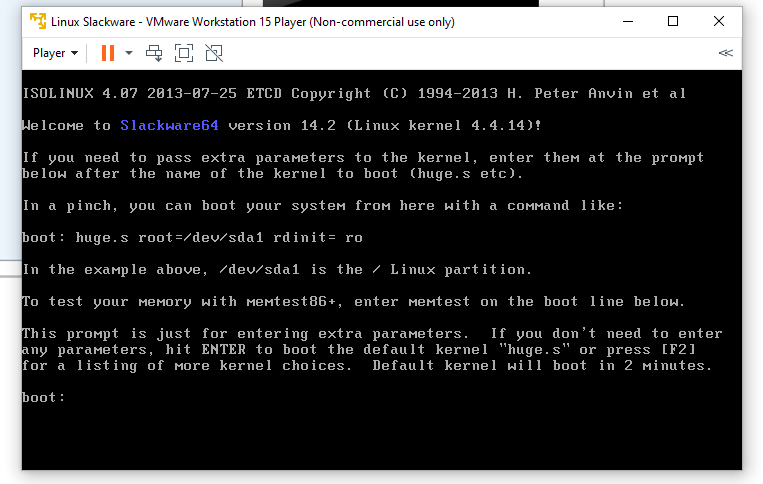 Linux Slackware - VMware Workstation 15 Player (Non-commercial use only)
Player
ISOLINUX 4.07 2013-07-25 ETCD Copyright (C) 1994-2013 H. Peter Anvin et al
Welcome to Slackware64 version 14.2 (Linux kernel 4.4.14)!
If you need to pass extra parameters to the kernel, enter them at the prompt
below after the name of the kernel to boot (huge.s etc).
In a pinch, you can boot your system from here with a command like:
boot: huge.s root=/dev/sda1 rdinit= ro
In the example above, /dev/sda1 is the / Linux partition.
To test your memory with memtest86+, enter memtest on the boot line below.
This prompt is just for entering extra parameters.  If you don't need to enter
any parameters, hit ENTER to boot the default kernel "huge.s" or press [F2]
for a listing of more kernel choices.  Default kernel will boot in 2 minutes.
boot: